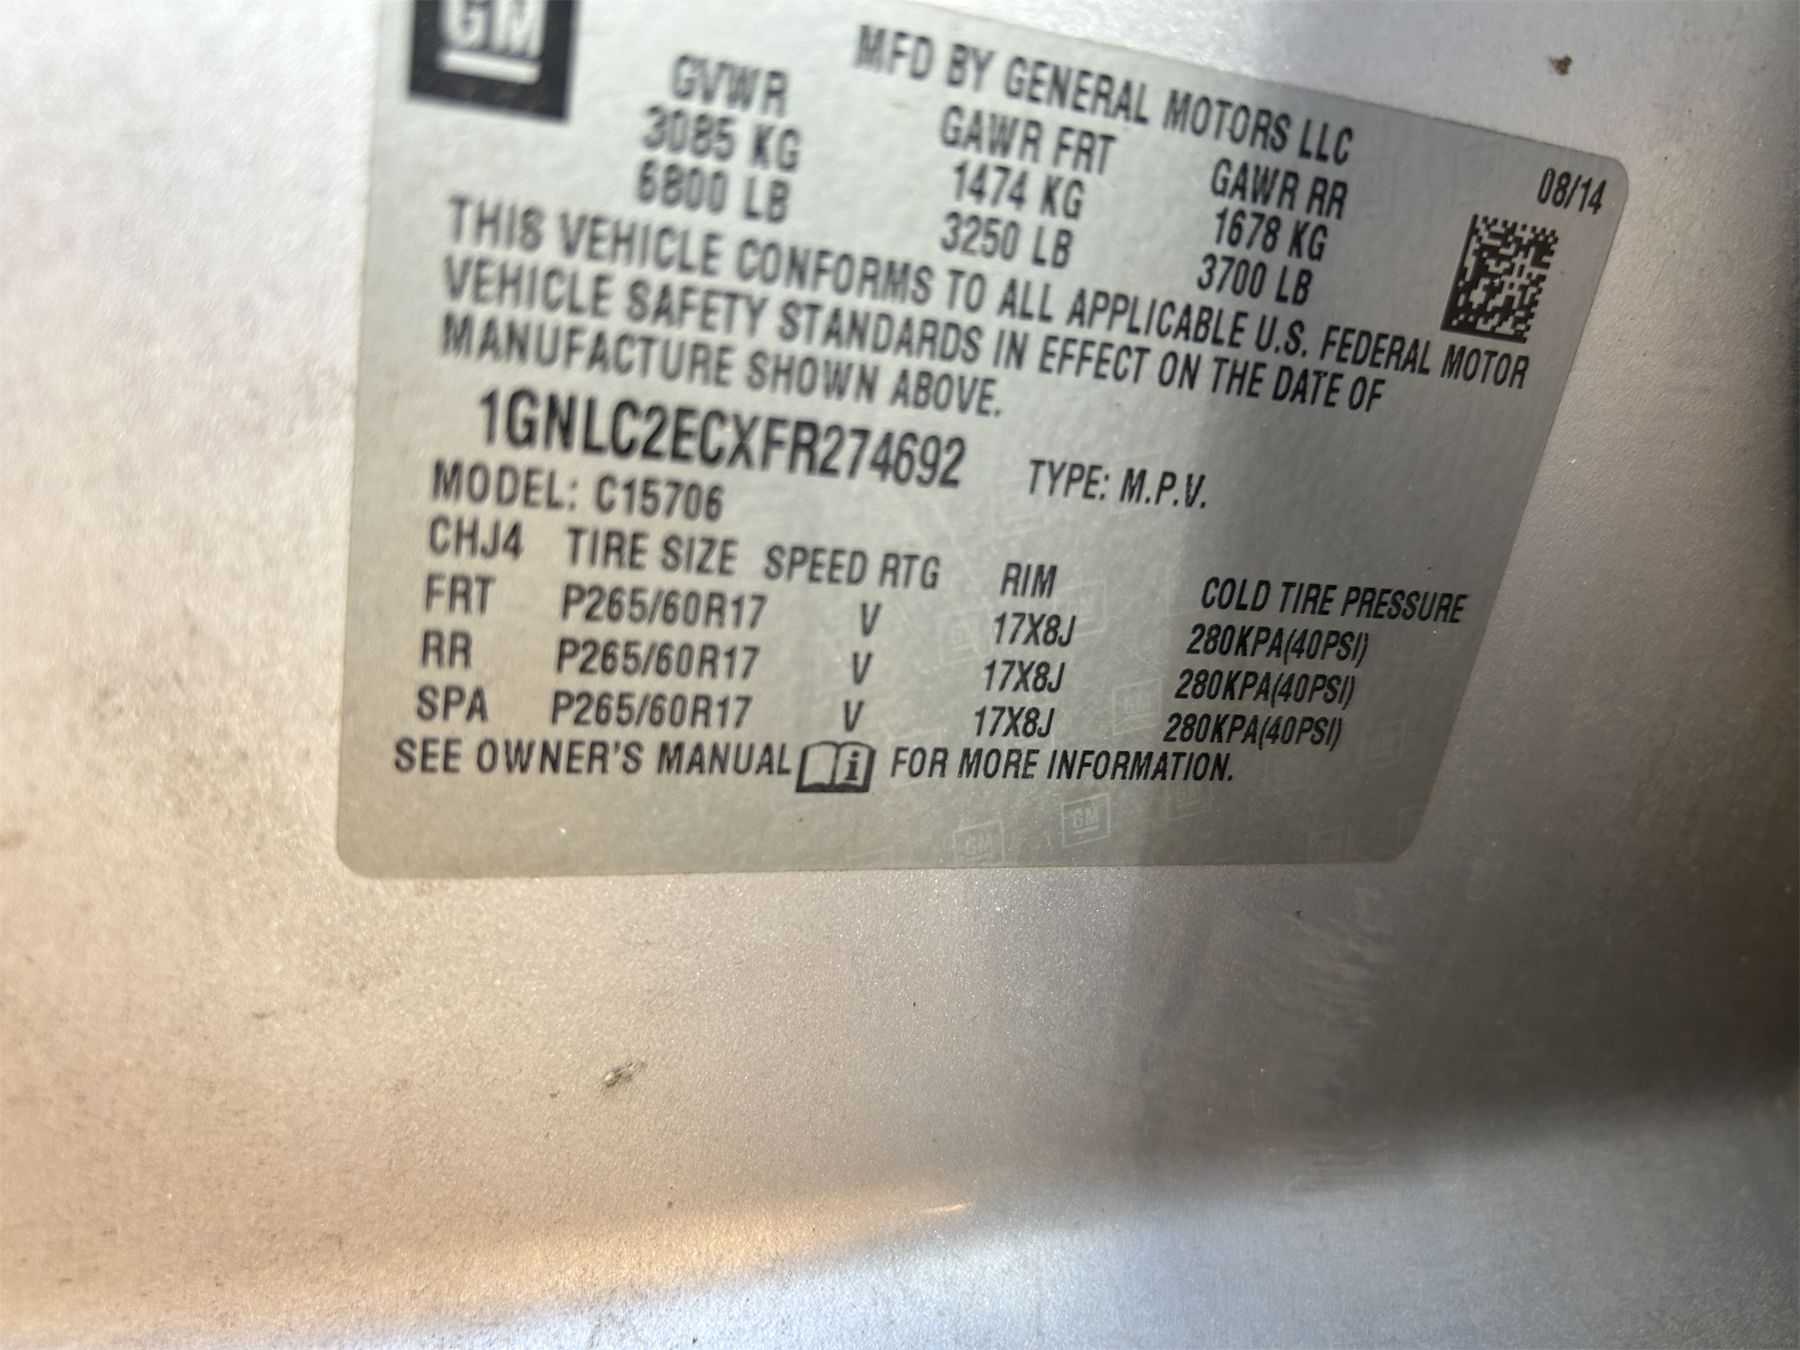 GM
MFD BY GENERAL MOTORS LLC
GVWR GAWR FRT GAWR RR 08/14
3085 KG 1474 KG 1678 KG
6800 LB 3250 LB 3700 LB
THIS VEHICLE CONFORMS TO ALL APPLICABLE U.S. FEDERAL MOTOR
VEHICLE SAFETY STANDARDS IN EFFECT ON THE DATE OF
MANUFACTURE SHOWN ABOVE.
1GNLC2ECXFR274692 TYPE: M.P.V.
MODEL: C15706
CHJ4 TIRE SIZE SPEED RTG RIM COLD TIRE PRESSURE
FRT P265/60R17 V 17X8J 280KPA(40PSI)
RR P265/60R17 V 17X8J 280KPA(40PSI)
SPA P265/60R17 V 17X8J 280KPA(40PSI)
SEE OWNER'S MANUAL i FOR MORE INFORMATION.
GM GM